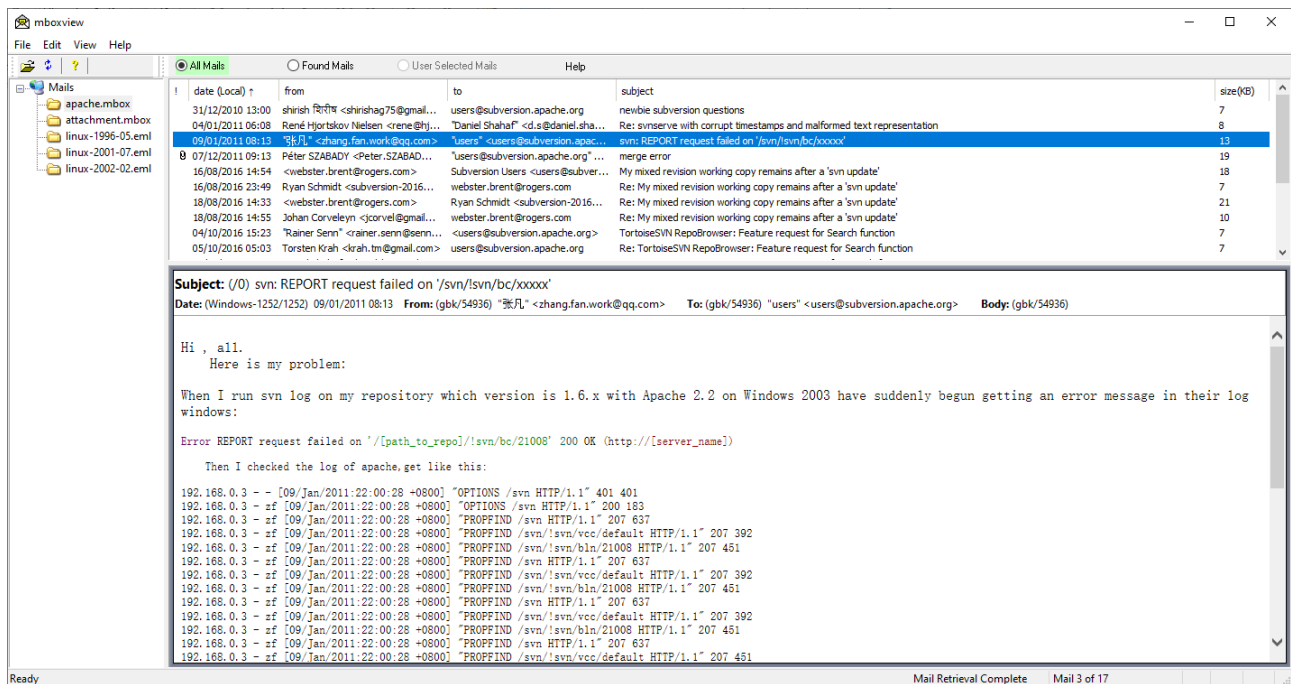 mboxview
File Edit View Help
All Mails Found Mails User Selected Mails Help
Mails
apache.mbox
attachment.mbox
linux-1996-05.eml
linux-2001-07.eml
linux-2002-02.eml
! date (Local) ↑ from to subject size(KB)
31/12/2010 13:00 shirish शिरीष <shirishag75@gmail... users@subversion.apache.org newbie subversion questions 7
04/01/2011 06:08 René Hjortskov Nielsen <rene@hj... "Daniel Shahaf" <d.s@daniel.sha... Re: svnserve with corrupt timestamps and malformed text representation 8
09/01/2011 08:13 "张凡" <zhang.fan.work@qq.com> "users" <users@subversion.apac... svn: REPORT request failed on '/svn/!svn/bc/xxxxx' 13
07/12/2011 09:13 Péter SZABADY <Peter.SZABAD... "users@subversion.apache.org" ... merge error 19
16/08/2016 14:54 <webster.brent@rogers.com> Subversion Users <users@subver... My mixed revision working copy remains after a 'svn update' 18
16/08/2016 23:49 Ryan Schmidt <subversion-2016... webster.brent@rogers.com Re: My mixed revision working copy remains after a 'svn update' 7
18/08/2016 14:33 <webster.brent@rogers.com> Ryan Schmidt <subversion-2016... Re: My mixed revision working copy remains after a 'svn update' 21
18/08/2016 14:55 Johan Corveleyn <jcorvel@gmail... webster.brent@rogers.com Re: My mixed revision working copy remains after a 'svn update' 10
04/10/2016 15:23 "Rainer Senn" <rainer.senn@senn... <users@subversion.apache.org> TortoiseSVN RepoBrowser: Feature request for Search function 7
05/10/2016 05:03 Torsten Krah <krah.tm@gmail.com> users@subversion.apache.org Re: TortoiseSVN RepoBrowser: Feature request for Search function 7
Subject: (/0) svn: REPORT request failed on '/svn/!svn/bc/xxxxx'
Date: (Windows-1252/1252) 09/01/2011 08:13 From: (gbk/54936) "张凡" <zhang.fan.work@qq.com> To: (gbk/54936) "users" <users@subversion.apache.org> Body: (gbk/54936)
Hi , all.
Here is my problem:
When I run svn log on my repository which version is 1.6.x with Apache 2.2 on Windows 2003 have suddenly begun getting an error message in their log
windows:
Error REPORT request failed on '/[path_to_repo]/!svn/bc/21008' 200 OK (http://[server_name])
Then I checked the log of apache,get like this:
192.168.0.3 - - [09/Jan/2011:22:00:28 +0800] "OPTIONS /svn HTTP/1.1" 401 401
192.168.0.3 - zf [09/Jan/2011:22:00:28 +0800] "OPTIONS /svn HTTP/1.1" 200 183
192.168.0.3 - zf [09/Jan/2011:22:00:28 +0800] "PROPFIND /svn HTTP/1.1" 207 637
192.168.0.3 - zf [09/Jan/2011:22:00:28 +0800] "PROPFIND /svn/!svn/vcc/default HTTP/1.1" 207 392
192.168.0.3 - zf [09/Jan/2011:22:00:28 +0800] "PROPFIND /svn/!svn/bln/21008 HTTP/1.1" 207 451
192.168.0.3 - zf [09/Jan/2011:22:00:28 +0800] "PROPFIND /svn HTTP/1.1" 207 637
192.168.0.3 - zf [09/Jan/2011:22:00:28 +0800] "PROPFIND /svn/!svn/vcc/default HTTP/1.1" 207 392
192.168.0.3 - zf [09/Jan/2011:22:00:28 +0800] "PROPFIND /svn/!svn/bln/21008 HTTP/1.1" 207 451
192.168.0.3 - zf [09/Jan/2011:22:00:28 +0800] "PROPFIND /svn HTTP/1.1" 207 637
192.168.0.3 - zf [09/Jan/2011:22:00:28 +0800] "PROPFIND /svn/!svn/vcc/default HTTP/1.1" 207 392
192.168.0.3 - zf [09/Jan/2011:22:00:28 +0800] "PROPFIND /svn/!svn/bln/21008 HTTP/1.1" 207 451
192.168.0.3 - zf [09/Jan/2011:22:00:28 +0800] "PROPFIND /svn HTTP/1.1" 207 637
192.168.0.3 - zf [09/Jan/2011:22:00:28 +0800] "PROPFIND /svn/!svn/vcc/default HTTP/1.1" 207 451
Ready Mail Retrieval Complete Mail 3 of 17